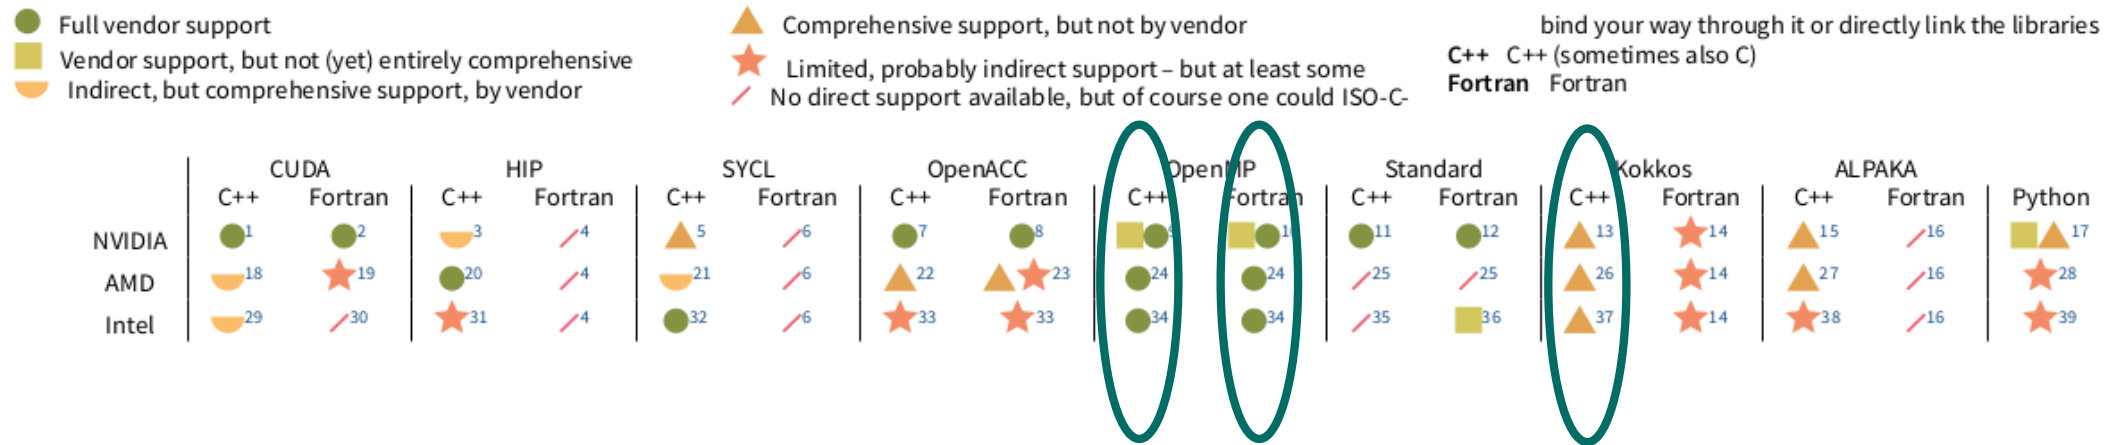 Full vendor support
Vendor support, but not (yet) entirely comprehensive
Indirect, but comprehensive support, by vendor
Comprehensive support, but not by vendor
Limited, probably indirect support – but at least some
No direct support available, but of course one could ISO-C-
bind your way through it or directly link the libraries
C++ C++ (sometimes also C)
Fortran Fortran
CUDA HIP SYCL OpenACC OpenMP Standard Kokkos ALPAKA
C++ Fortran C++ Fortran C++ Fortran C++ Fortran C++ Fortran C++ Fortran C++ Fortran C++ Fortran Python
NVIDIA 1 2 3 4 5 6 7 8 9 10 11 12 13 14 15 16 17
AMD 18 19 20 4 21 6 22 23 24 24 25 25 26 14 27 16 28
Intel 29 30 31 4 32 6 33 33 34 34 35 36 37 14 38 16 39